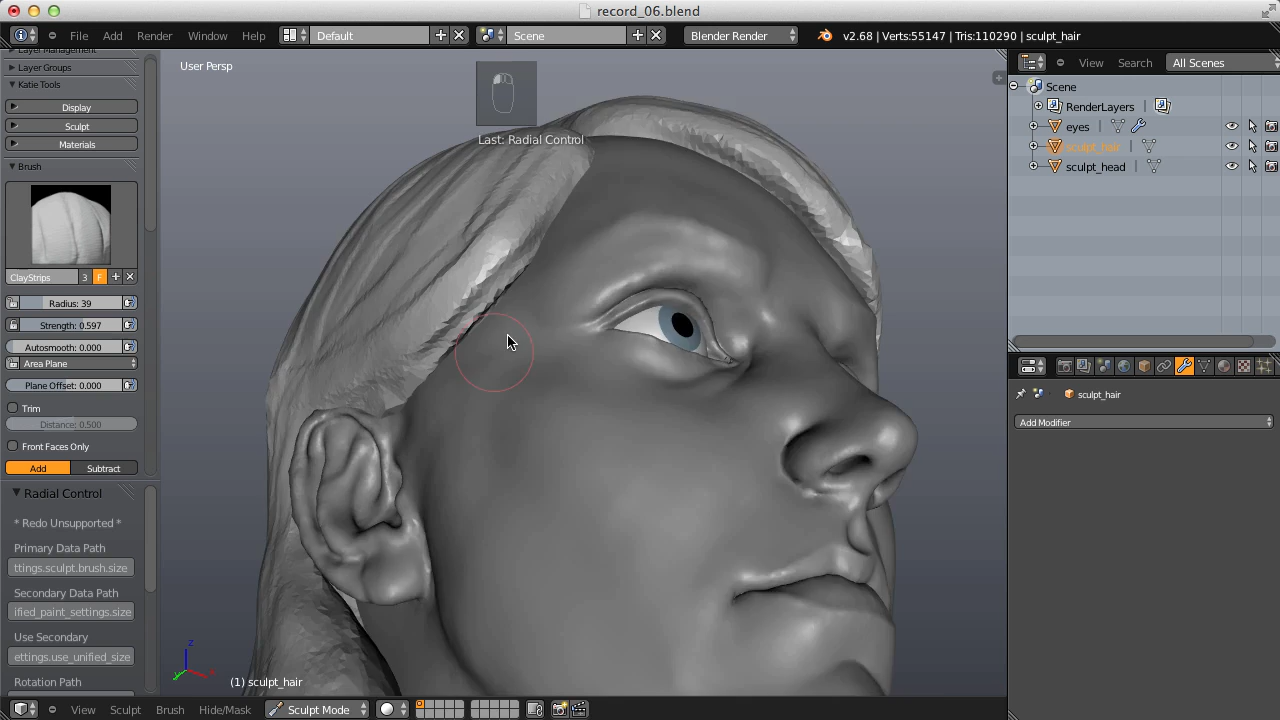 record_06.blend
File Add Render Window Help Default Scene Blender Render v2.68 | Verts:55147 | Tris:110290 | sculpt_hair
Layer Management
Layer Groups
Katie Tools
Display
Sculpt
Materials
Brush
ClayStrips 3 F
Radius: 39
Strength: 0.597
Autosmooth: 0.000
Area Plane
Plane Offset: 0.000
Trim
Distance: 0.500
Front Faces Only
Add Subtract
Radial Control
* Redo Unsupported *
Primary Data Path
ttings.sculpt.brush.size
Secondary Data Path
ified_paint_settings.size
Use Secondary
ettings.use_unified_size
Rotation Path
User Persp
Last: Radial Control
z
(1) sculpt_hair
View Sculpt Brush Hide/Mask Sculpt Mode
View Search All Scenes
Scene
RenderLayers |
eyes |
sculpt_hair |
sculpt_head |
sculpt_hair
Add Modifier